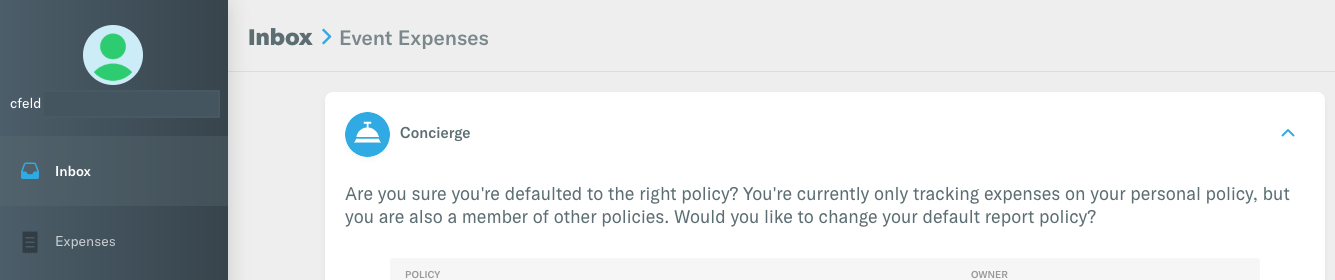 Inbox > Event Expenses
cfeld
Concierge
Inbox
Are you sure you're defaulted to the right policy? You're currently only tracking expenses on your personal policy, but
you are also a member of other policies. Would you like to change your default report policy?
Expenses
POLICY OWNER